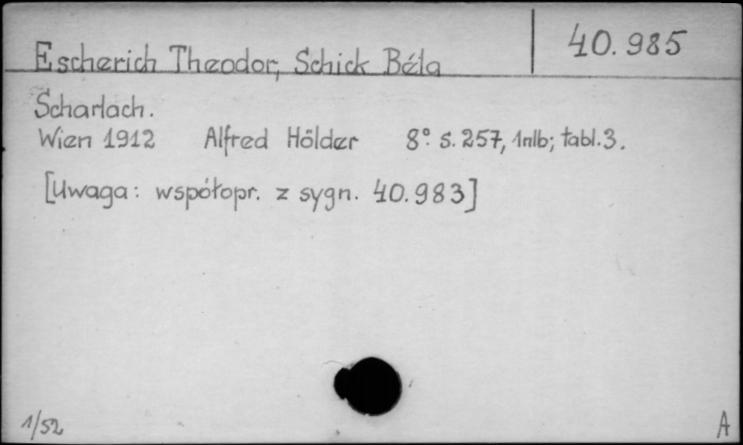 Escherich Theodor, Schick Béla
40.985
Scharlach.
Wien 1912 Alfred Hölder 8° s. 257, 1nlb; tabl. 3.
[Uwaga: współopr. z sygn. 40.983]
1/52
A